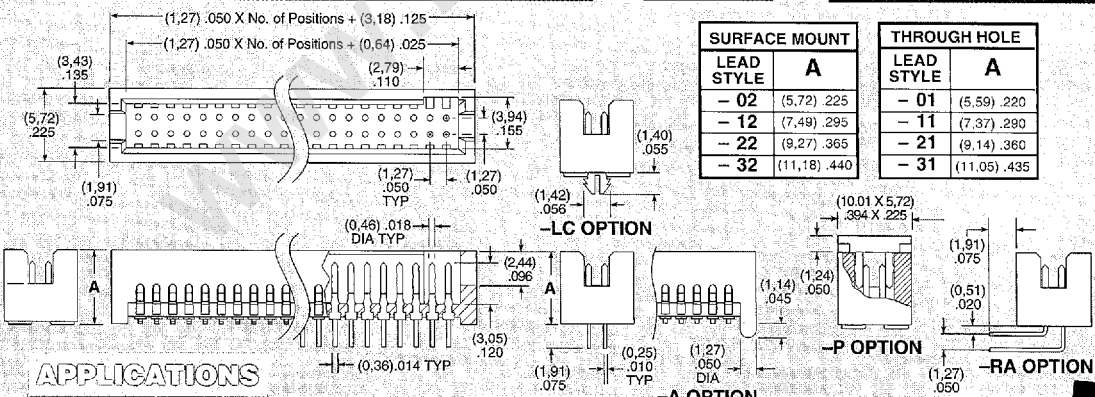 (1,27) .050 X No. of Positions + (3,18) .125
(1,27) .050 X No. of Positions + (0,64) .025
(3,43)
.135
(2,79)
.110
(5,72)
.225
(3,94)
.155
(1,91)
.075
(1,27)
.050
TYP
(1,27)
.050
(1,40)
.055
(1,42)
.056
–LC OPTION
SURFACE MOUNT
LEAD STYLE A
– 02 (5,72) .225
– 12 (7,49) .295
– 22 (9,27) .365
– 32 (11,18) .440
THROUGH HOLE
LEAD STYLE A
– 01 (5,59) .220
– 11 (7,37) .290
– 21 (9,14) .360
– 31 (11,05) .435
(0,46) .018
DIA TYP
(2,44)
.096
A
(3,05)
.120
(0,36) .014 TYP
A
(1,91)
.075
(0,25)
.010
TYP
(1,14)
.045
(1,27)
.050
DIA
–A OPTION
(10.01 X 5,72)
.394 X .225
(1,24)
.050
–P OPTION
(1,91)
.075
(0,51)
.020
(1,27)
.050
–RA OPTION
APPLICATIONS
www.